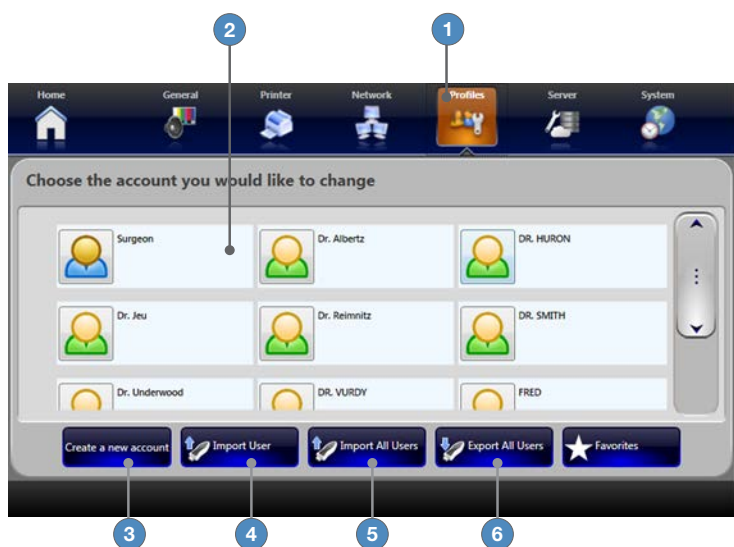 2 1
Home General Printer Network Profiles Server System
Choose the account you would like to change
Surgeon Dr. Albertz DR. HURON
Dr. Jeu Dr. Reimnitz DR. SMITH
Dr. Underwood DR. VURDY FRED
Create a new account Import User Import All Users Export All Users Favorites
3 4 5 6